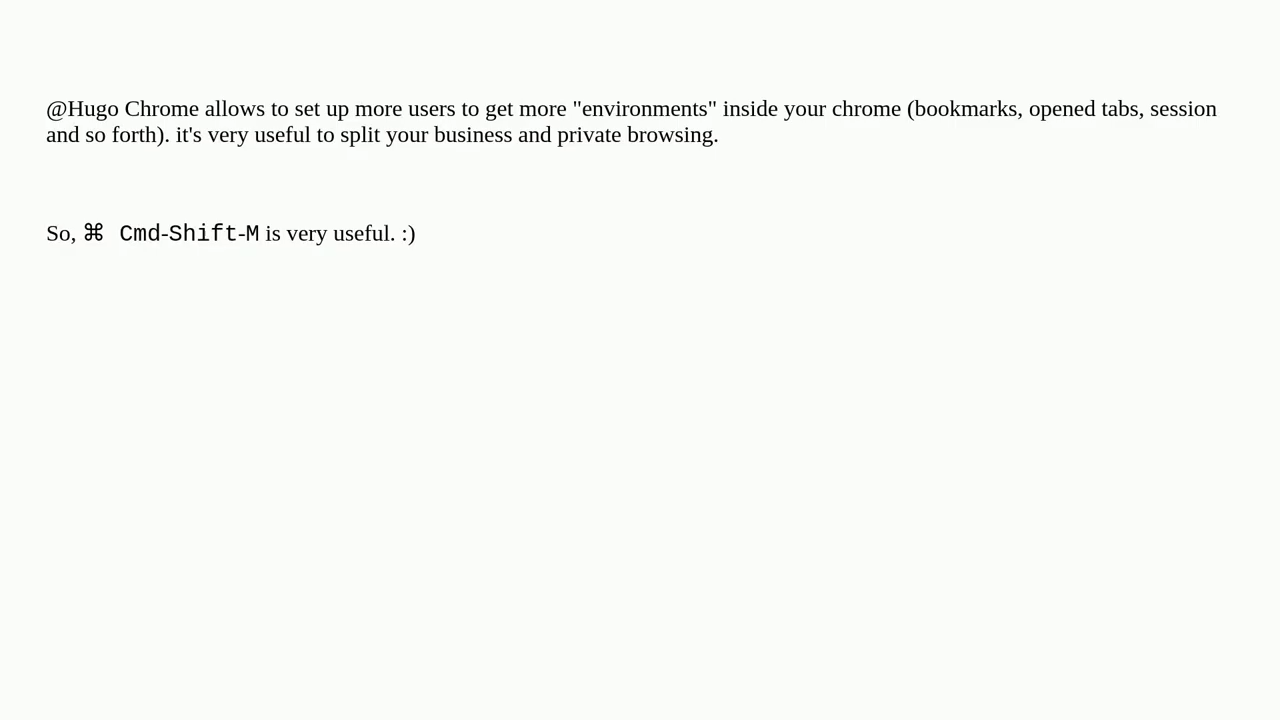 @Hugo Chrome allows to set up more users to get more "environments" inside your chrome (bookmarks, opened tabs, session
and so forth). it's very useful to split your business and private browsing.
So, ⌘ Cmd-Shift-M is very useful. :)